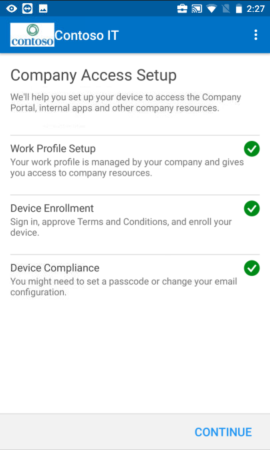 2:27
contoso Contoso IT
Company Access Setup
We'll help you set up your device to access the Company
Portal, internal apps and other company resources.
Work Profile Setup
Your work profile is managed by your company and gives
you access to company resources.
Device Enrollment
Sign in, approve Terms and Conditions, and enroll your
device.
Device Compliance
You might need to set a passcode or change your email
configuration.
CONTINUE